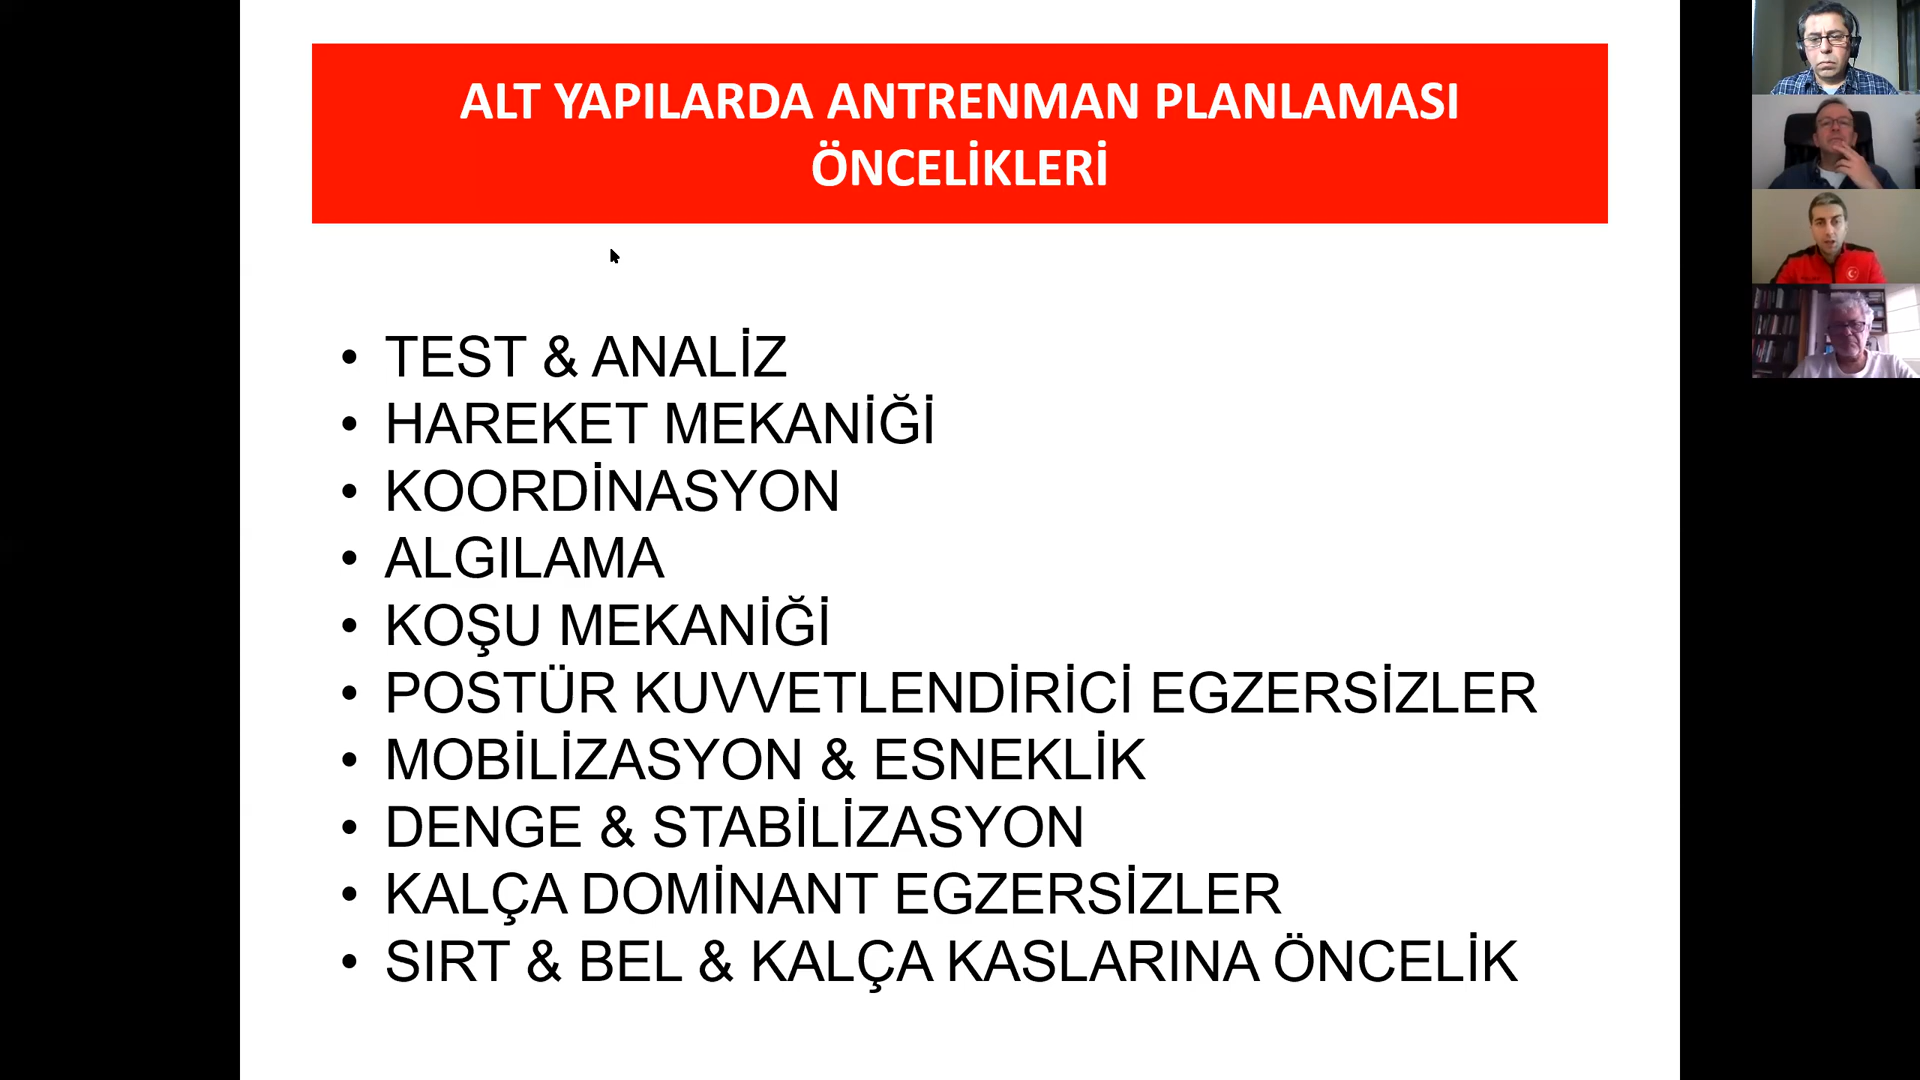 ALT YAPILARDA ANTRENMAN PLANLAMASI
ÖNCELİKLERİ
• TEST & ANALİZ
• HAREKET MEKANİĞİ
• KOORDİNASYON
• ALGILAMA
• KOŞU MEKANİĞİ
• POSTÜR KUVVETLENDİRİCİ EGZERSİZLER
• MOBİLİZASYON & ESNEKLİK
• DENGE & STABİLİZASYON
• KALÇA DOMİNANT EGZERSİZLER
• SIRT & BEL & KALÇA KASLARINA ÖNCELİK